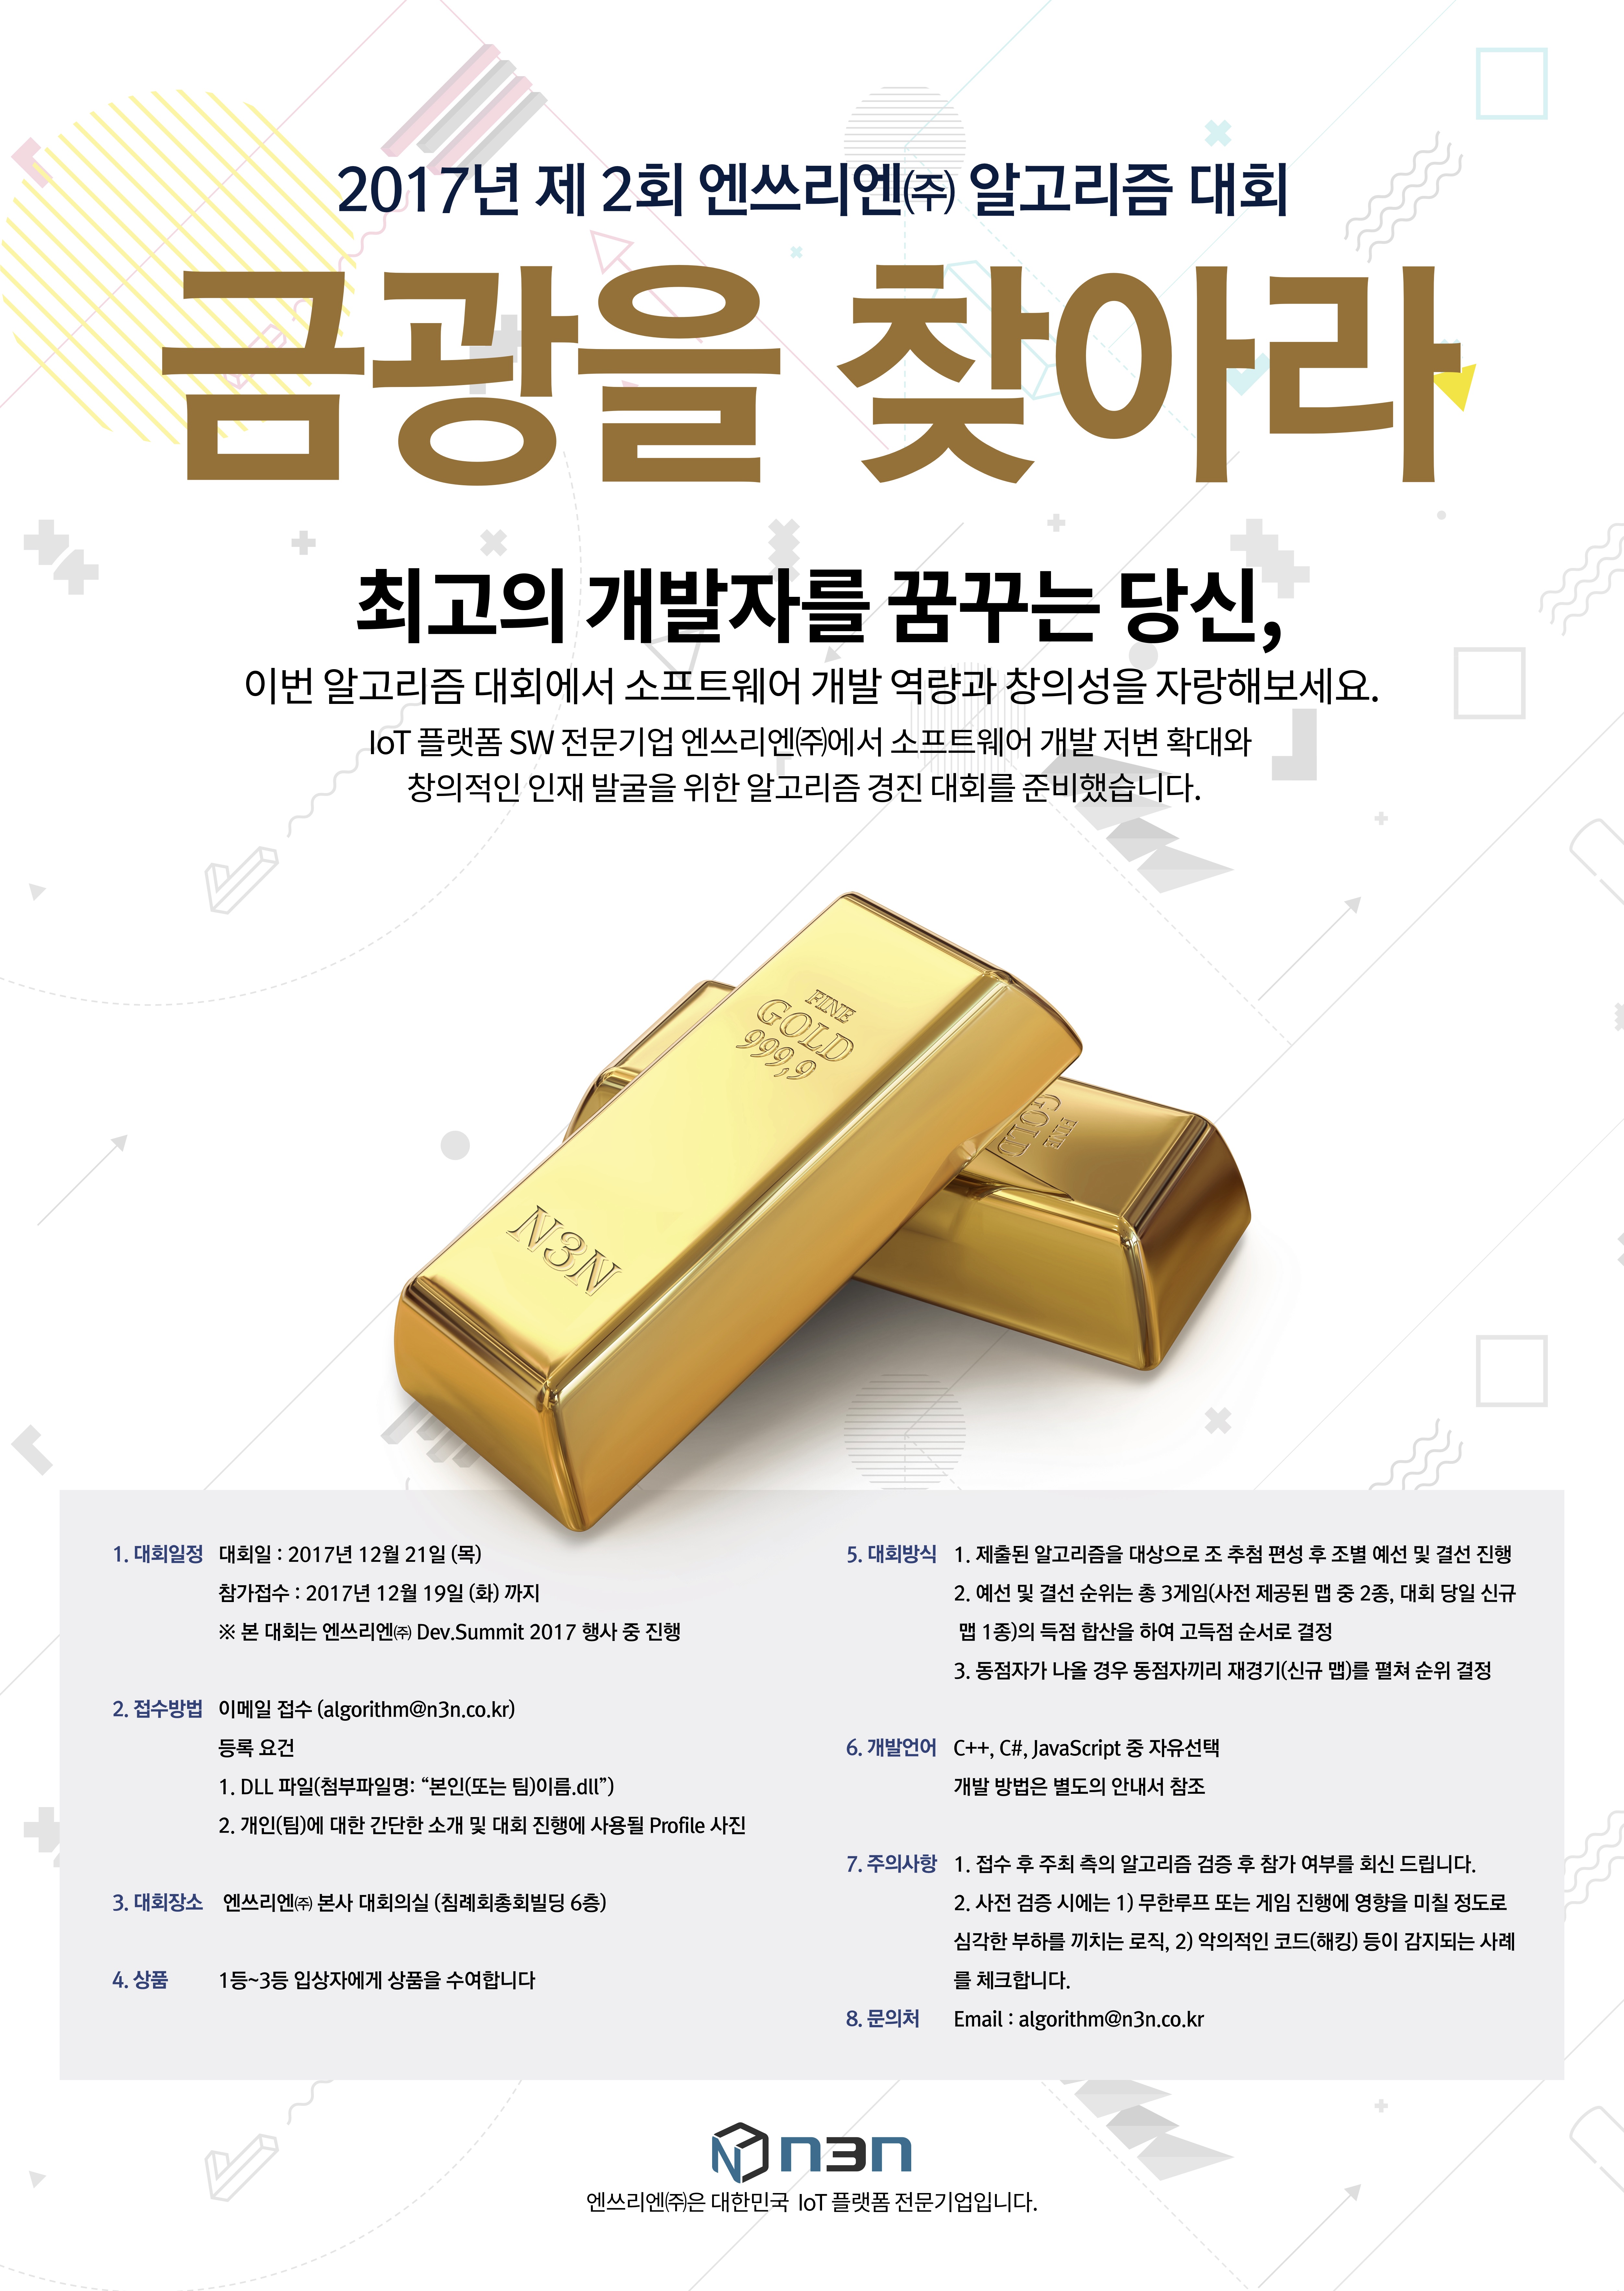 2017년 제 2회 엔쓰리엔㈜ 알고리즘 대회
금광을 찾아라
최고의 개발자를 꿈꾸는 당신,
이번 알고리즘 대회에서 소프트웨어 개발 역량과 창의성을 자랑해보세요.
IoT 플랫폼 SW 전문기업 엔쓰리엔㈜에서 소프트웨어 개발 저변 확대와
창의적인 인재 발굴을 위한 알고리즘 경진 대회를 준비했습니다.
FINE
GOLD
999,9
N3N
FINE
GOLD
1. 대회일정 대회일 : 2017년 12월 21일 (목)
참가접수 : 2017년 12월 19일 (화) 까지
※ 본 대회는 엔쓰리엔㈜ Dev.Summit 2017 행사 중 진행
2. 접수방법 이메일 접수 (algorithm@n3n.co.kr)
등록 요건
1. DLL 파일(첨부파일명: “본인(또는 팀)이름.dll”)
2. 개인(팀)에 대한 간단한 소개 및 대회 진행에 사용될 Profile 사진
3. 대회장소 엔쓰리엔㈜ 본사 대회의실 (침례회총회빌딩 6층)
4. 상품 1등~3등 입상자에게 상품을 수여합니다
5. 대회방식 1. 제출된 알고리즘을 대상으로 조 추첨 편성 후 조별 예선 및 결선 진행
2. 예선 및 결선 순위는 총 3게임(사전 제공된 맵 중 2종, 대회 당일 신규
맵 1종)의 득점 합산을 하여 고득점 순서로 결정
3. 동점자가 나올 경우 동점자끼리 재경기(신규 맵)를 펼쳐 순위 결정
6. 개발언어 C++, C#, JavaScript 중 자유선택
개발 방법은 별도의 안내서 참조
7. 주의사항 1. 접수 후 주최 측의 알고리즘 검증 후 참가 여부를 회신 드립니다.
2. 사전 검증 시에는 1) 무한루프 또는 게임 진행에 영향을 미칠 정도로
심각한 부하를 끼치는 로직, 2) 악의적인 코드(해킹) 등이 감지되는 사례
를 체크합니다.
8. 문의처 Email : algorithm@n3n.co.kr
n3n
엔쓰리엔㈜은 대한민국 IoT 플랫폼 전문기업입니다.